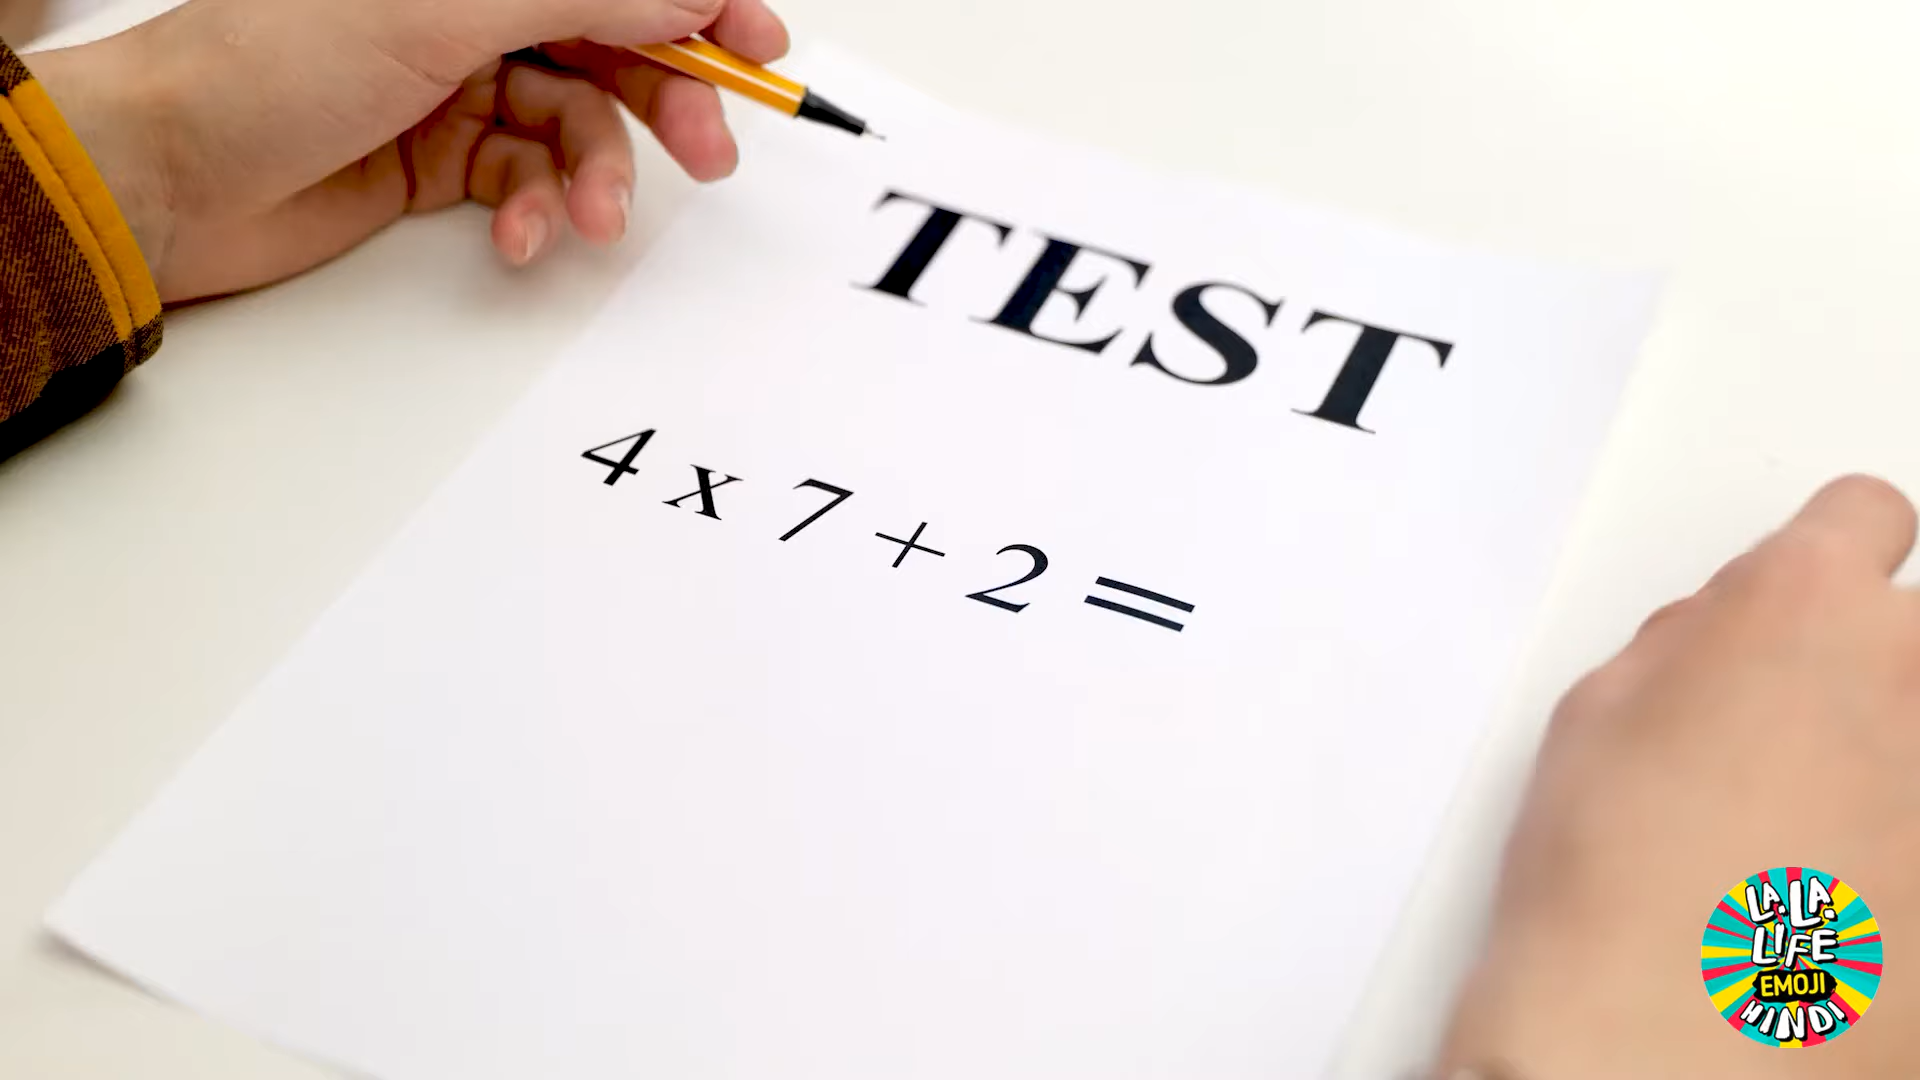 TEST
4 x 7 + 2 =
LA.LA.
LIFE
EMOJI
HINDI